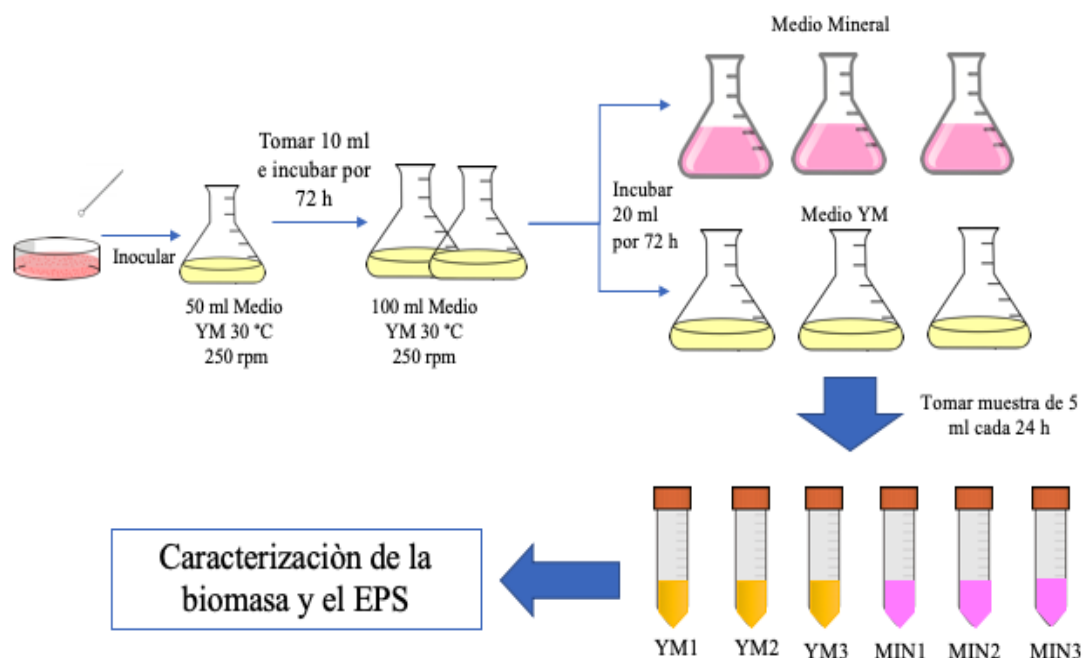 Medio Mineral
Tomar 10 ml
e incubar por
72 h
Inocular
50 ml Medio
YM 30 °C
250 rpm
100 ml Medio
YM 30 °C
250 rpm
Incubar
20 ml
por 72 h
Medio YM
Tomar muestra de 5
ml cada 24 h
Caracterizaciòn de la
biomasa y el EPS
YM1
YM2
YM3
MIN1
MIN2
MIN3